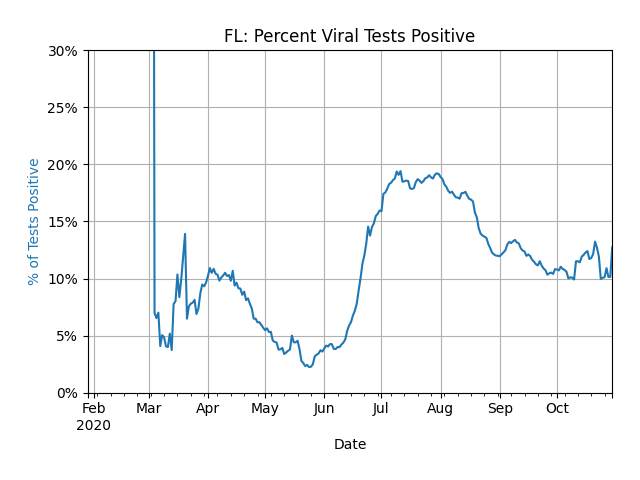 FL: Percent Viral Tests Positive
30%
25%
20%
15%
10%
5%
0%
% of Tests Positive
Feb Mar Apr May Jun Jul Aug Sep Oct
2020
Date